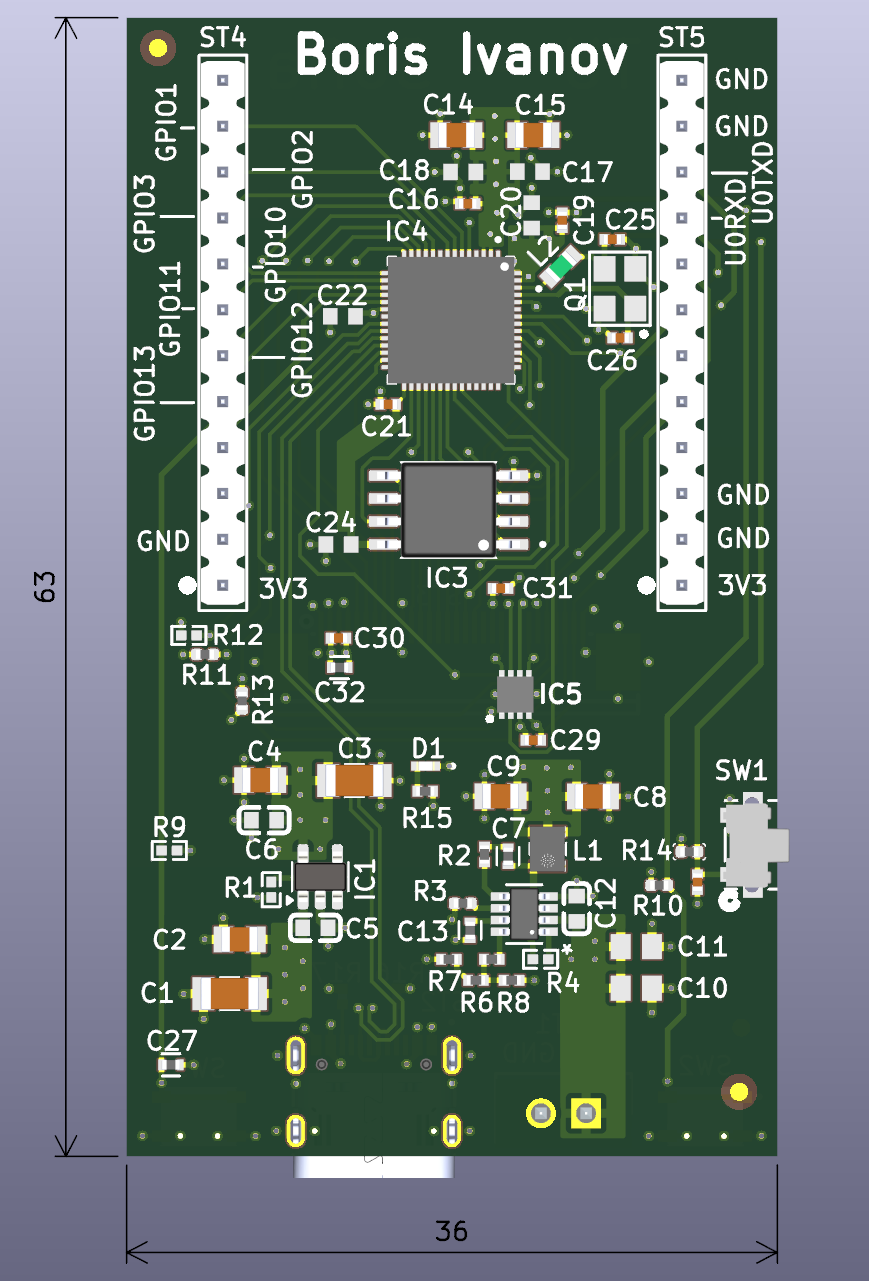 ST4
Boris Ivanov
ST5
GND
C14
C15
GPIO1
GND
GPIO2
C18
C17
U0TXD
GPIO3
C16
C20
C19
C25
U0RXD
IC4
GPIO10
L2
GPIO11
C22
Q1
GPIO12
GPIO13
C26
C21
GND
C24
GND
GND
IC3
3V3
C31
3V3
R12
C30
R11
C32
R13
IC5
C29
C4
C3
D1
SW1
C9
C8
R15
C7
R9
C6
R2
L1
R14
R1
IC1
R3
C12
R10
C2
C5
C13
*
C11
R7
R4
C1
R6
R8
C10
C27
63
36